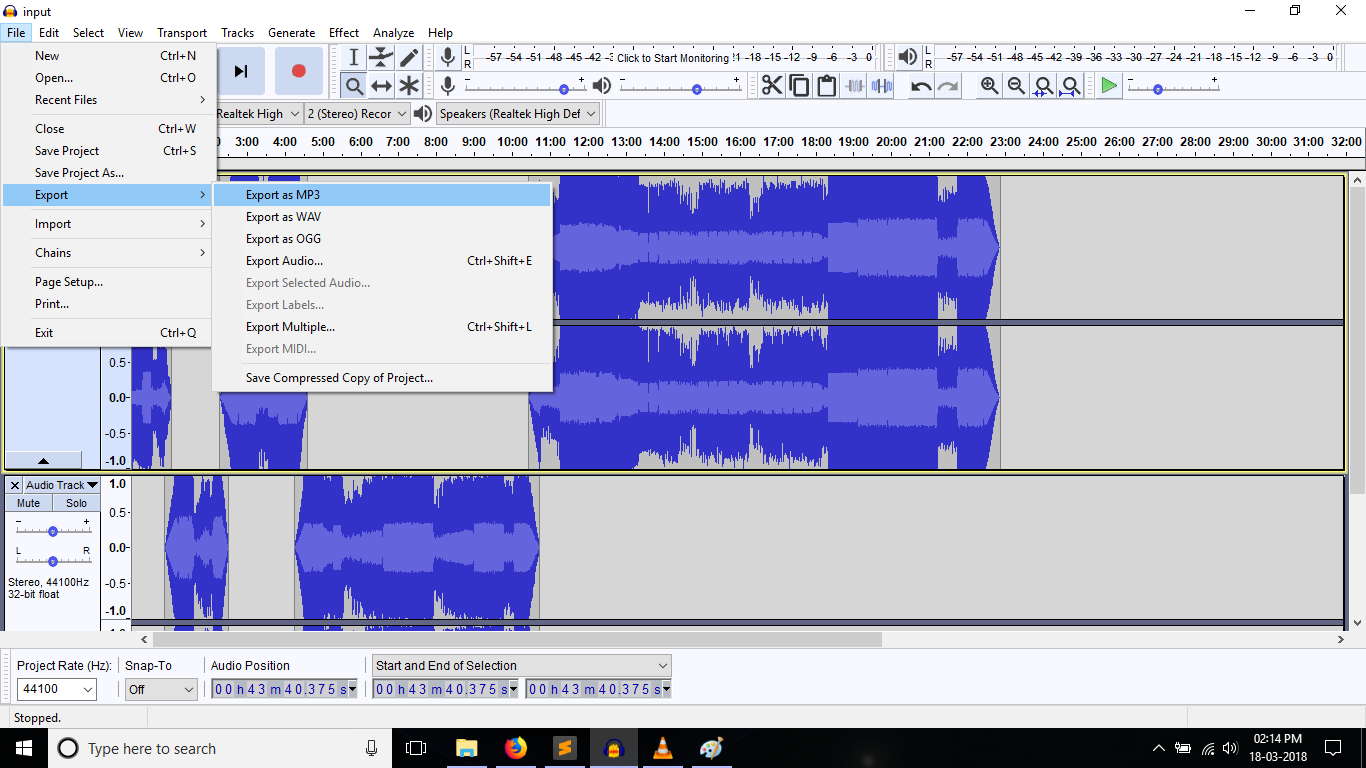 input
File Edit Select View Transport Tracks Generate Effect Analyze Help
New Ctrl+N
Open... Ctrl+O
Recent Files
Close Ctrl+W
Save Project Ctrl+S
Save Project As...
Export
Import
Chains
Page Setup...
Print...
Exit Ctrl+Q
Export as MP3
Export as WAV
Export as OGG
Export Audio... Ctrl+Shift+E
Export Selected Audio...
Export Labels...
Export Multiple... Ctrl+Shift+L
Export MIDI...
Save Compressed Copy of Project...
L
R
-57 -54 -51 -48 -45 -42 -3 Click to Start Monitoring !1 -18 -15 -12 -9 -6 -3 0
L
R
-57 -54 -51 -48 -45 -42 -39 -36 -33 -30 -27 -24 -21 -18 -15 -12 -9 -6 -3 0
- +
- +
- +
Realtek High 2 (Stereo) Recor Speakers (Realtek High Def
3:00 4:00 5:00 6:00 7:00 8:00 9:00 10:00 11:00 12:00 13:00 14:00 15:00 16:00 17:00 18:00 19:00 20:00 21:00 22:00 23:00 24:00 25:00 26:00 27:00 28:00 29:00 30:00 31:00 32:00
0.5-
0.0-
-0.5-
-1.0
X Audio Track
Mute Solo
- +
L R
Stereo, 44100Hz
32-bit float
1.0
0.5-
0.0-
-0.5-
-1.0
Project Rate (Hz): Snap-To Audio Position Start and End of Selection
44100 Off 00 h 43 m 40.375 s 00 h 43 m 40.375 s 00 h 43 m 40.375 s
Stopped.
Type here to search
02:14 PM
18-03-2018